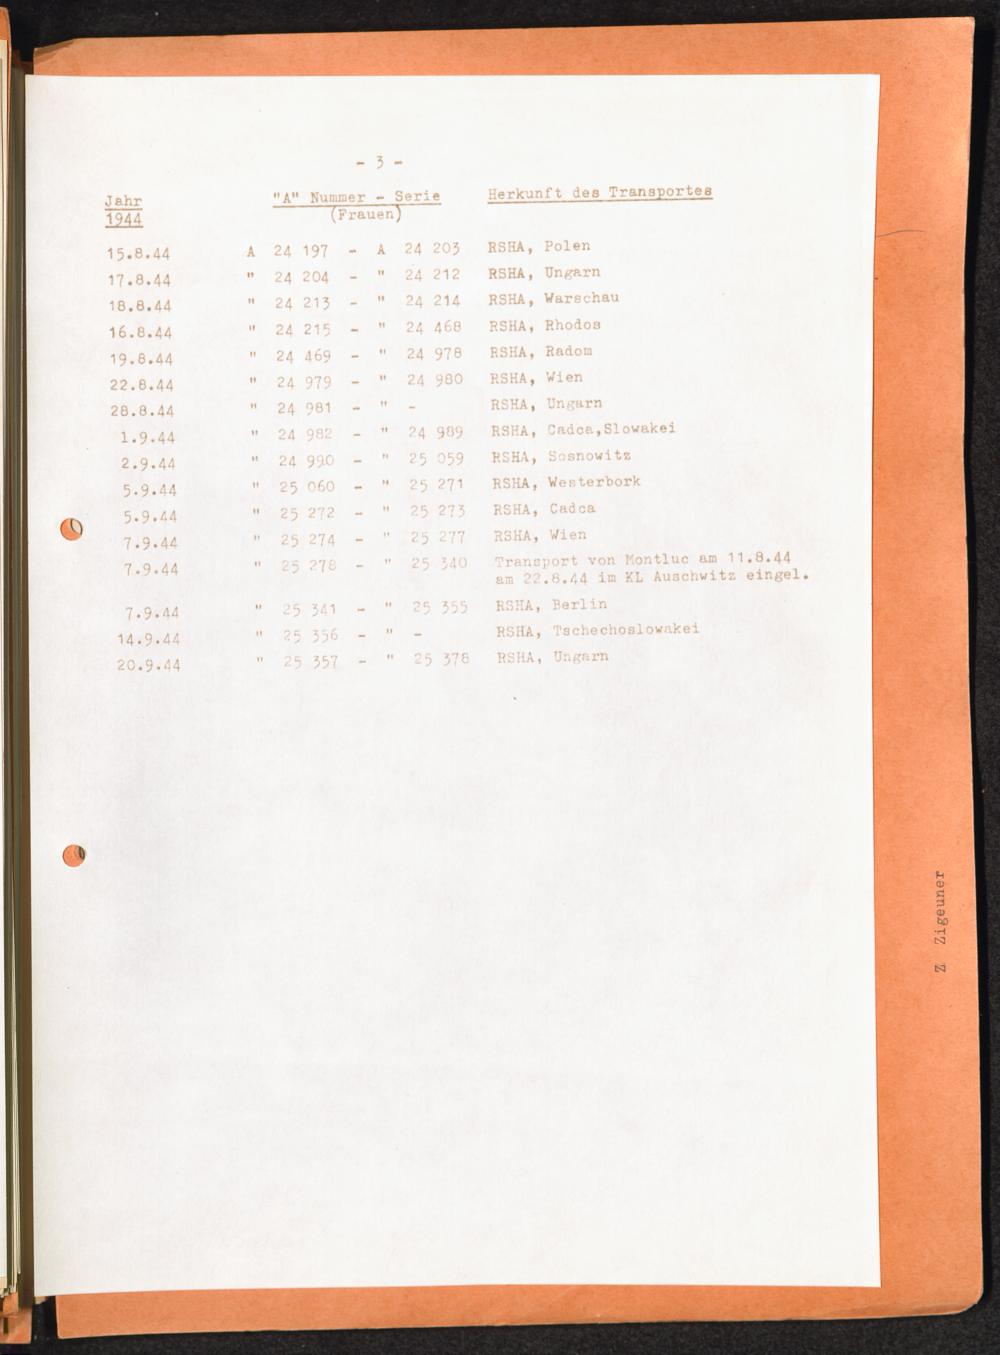 - 3 -
Jahr "A" Nummer - Serie Herkunft des Transportes
1944 (Frauen)
15.8.44 A 24 197 - A 24 203 RSHA, Polen
17.8.44 " 24 204 - " 24 212 RSHA, Ungarn
18.8.44 " 24 213 - " 24 214 RSHA, Warschau
16.8.44 " 24 215 - " 24 468 RSHA, Rhodos
19.8.44 " 24 469 - " 24 978 RSHA, Radom
22.8.44 " 24 979 - " 24 980 RSHA, Wien
28.8.44 " 24 981 - " - RSHA, Ungarn
1.9.44 " 24 982 - " 24 989 RSHA, Cadca,Slowakei
2.9.44 " 24 990 - " 25 059 RSHA, Sosnowitz
5.9.44 " 25 060 - " 25 271 RSHA, Westerbork
5.9.44 " 25 272 - " 25 273 RSHA, Cadca
7.9.44 " 25 274 - " 25 277 RSHA, Wien
7.9.44 " 25 278 - " 25 340 Transport von Montluc am 11.8.44
am 22.8.44 im KL Auschwitz eingel.
7.9.44 " 25 341 - " 25 355 RSHA, Berlin
14.9.44 " 25 356 - " - RSHA, Tschechoslowakei
20.9.44 " 25 357 - " 25 378 RSHA, Ungarn
Z Zigeuner